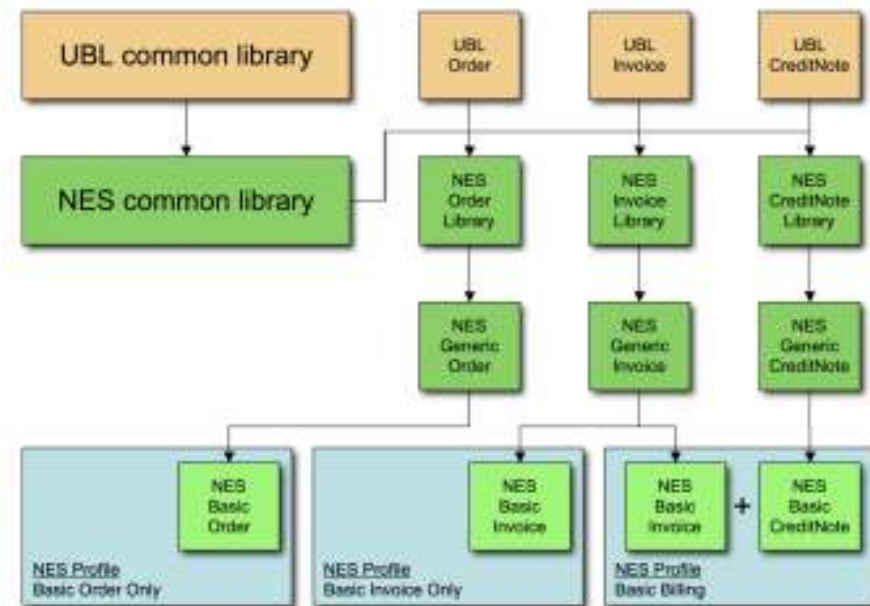 UBL common library
UBL
Order
UBL
Invoice
UBL
CreditNote
NES common library
NES
Order
Library
NES
Invoice
Library
NES
CreditNote
Library
NES
Generic
Order
NES
Generic
Invoice
NES
Generic
CreditNote
NES
Basic
Order
NES
Basic
Invoice
NES
Basic
Invoice
+
NES
Basic
CreditNote
NES Profile
Basic Order Only
NES Profile
Basic Invoice Only
NES Profile
Basic Billing